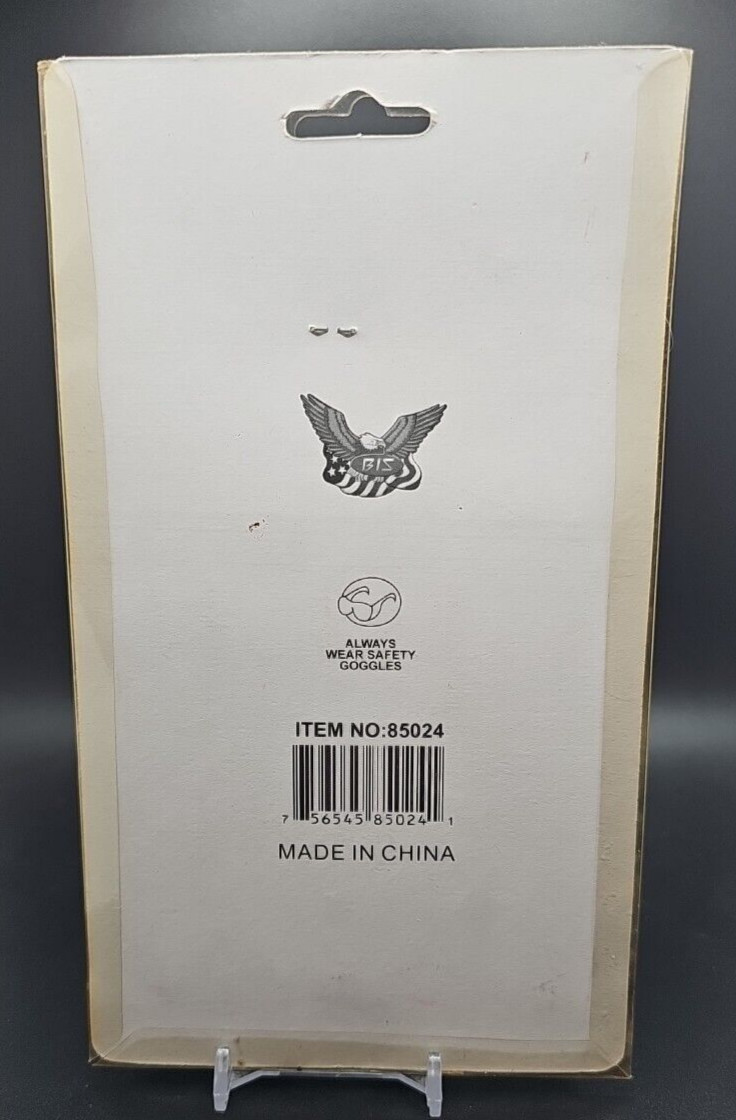 BIS
ALWAYS
WEAR SAFETY
GOGGLES
ITEM NO:85024
7 56545 85024 1
MADE IN CHINA